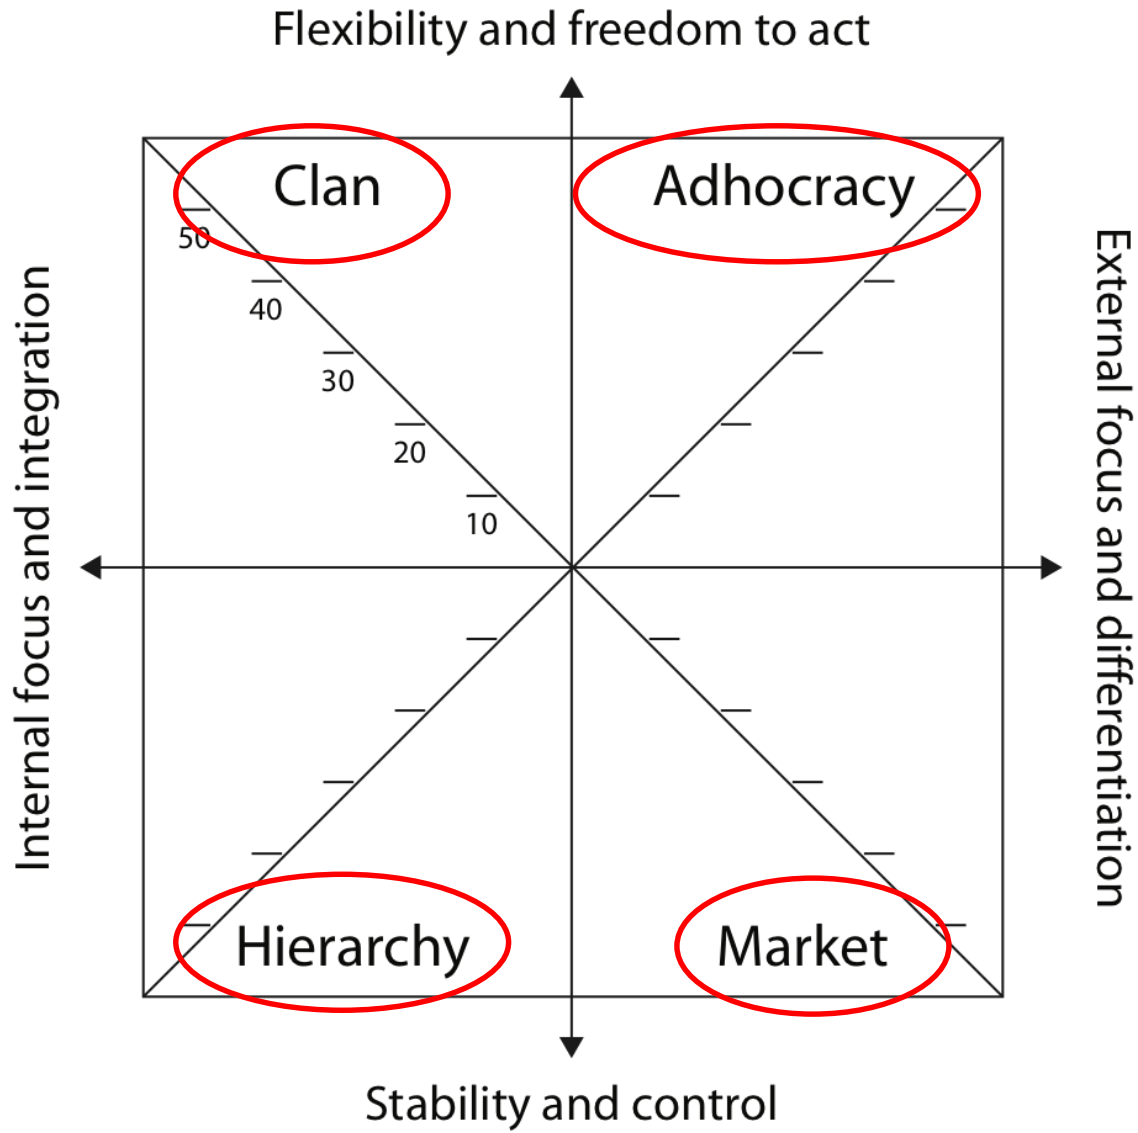 Flexibility and freedom to act
Clan
Adhocracy
50
40
30
20
10
Internal focus and integration
External focus and differentiation
Hierarchy
Market
Stability and control